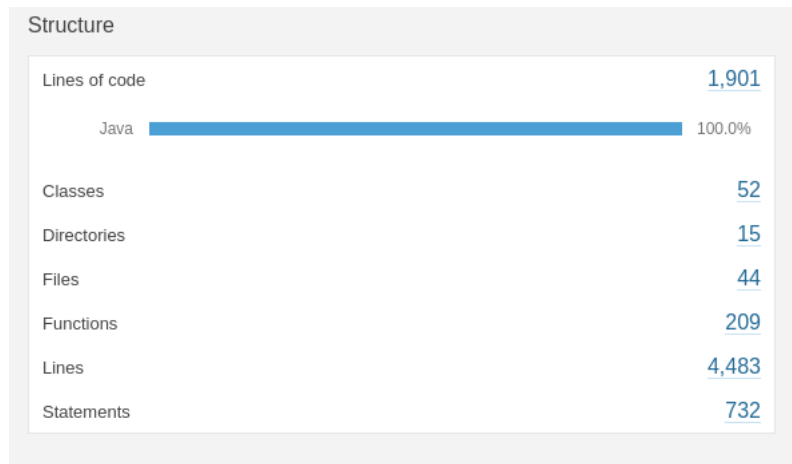 Structure
Lines of code 1,901
Java 100.0%
Classes 52
Directories 15
Files 44
Functions 209
Lines 4,483
Statements 732